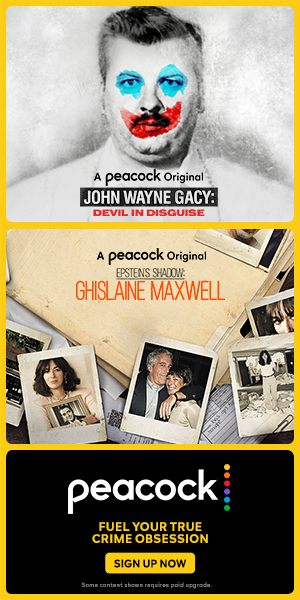 A peacock Original
JOHN WAYNE GACY:
DEVIL IN DISGUISE
A peacock Original
EPSTEIN'S SHADOW:
GHISLAINE MAXWELL
peacock
FUEL YOUR TRUE
CRIME OBSESSION
SIGN UP NOW
Some content shown requires paid upgrade.